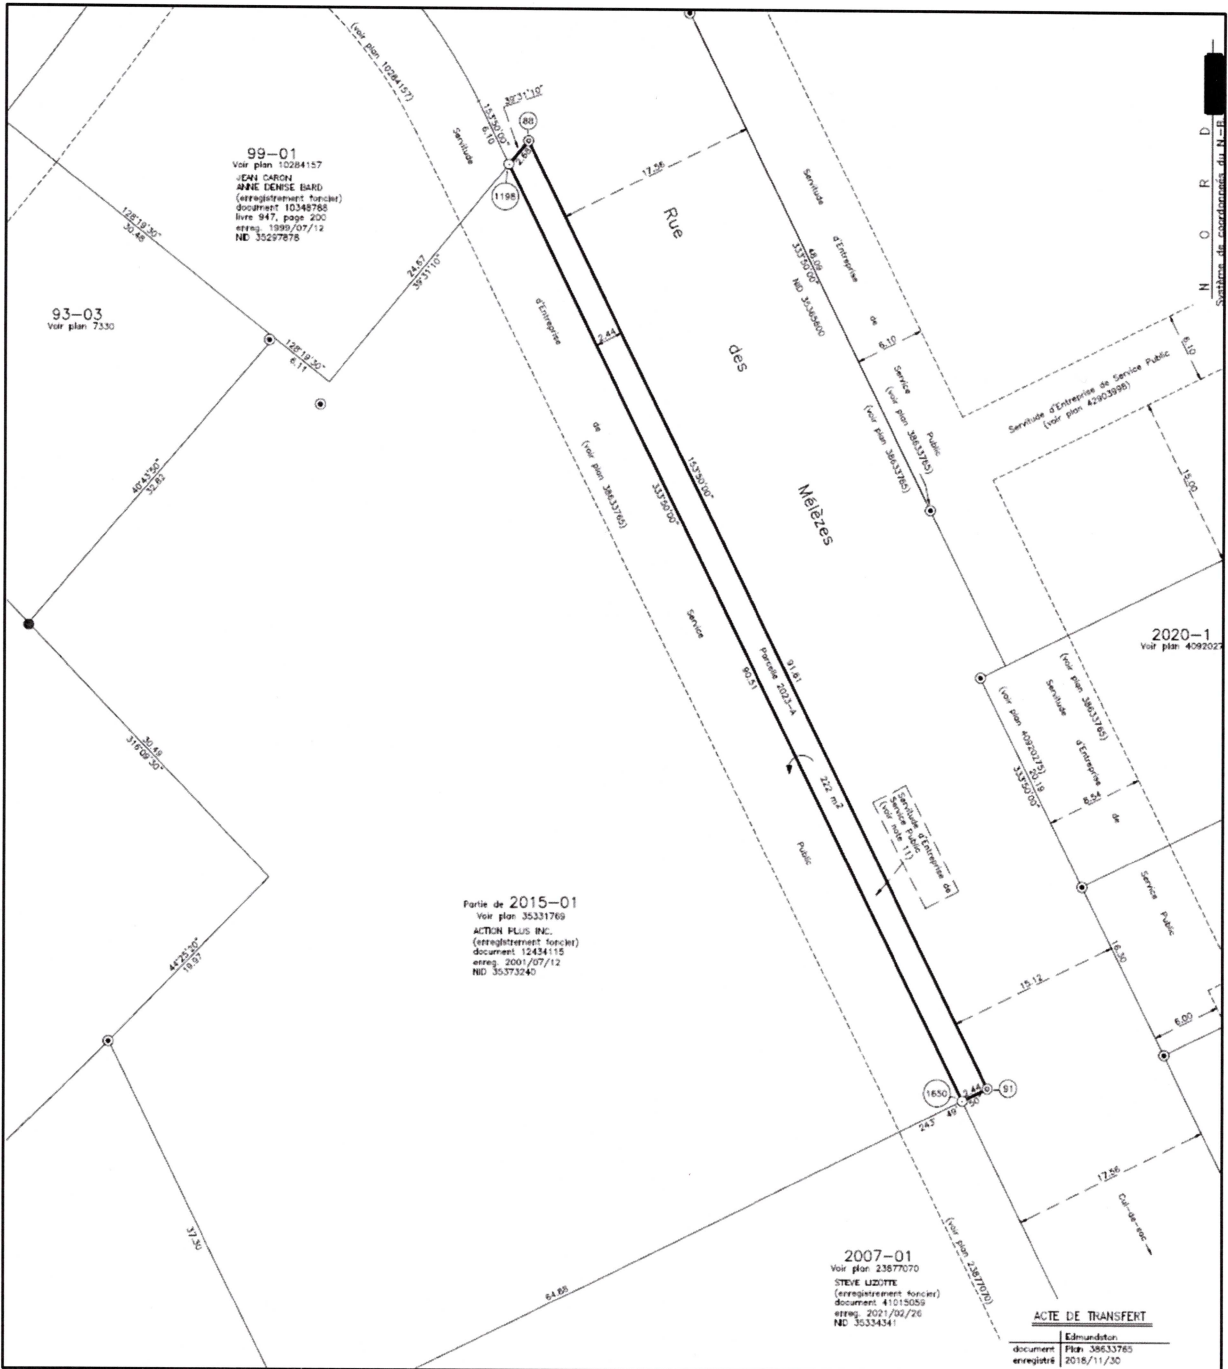 (voir plan 10284157)
39°31'10"
153°50'00"
6.10
88
2.68
1198
Servitude
d'Entreprise
de
(voir plan 38633765)
Service
Public
99-01
Voir plan 10284157
JEAN CARON
ANNE DENISE BARD
(enregistrement foncier)
document 10348768
livre 947, page 200
enreg. 1999/07/12
NID 35297878
128°19'30"
30.48
24.57
39°31'10"
93-03
Voir plan 7330
128°19'30"
6.11
40°43'50"
32.62
17.56
Rue
des
Mélèzes
Servitude
d'Entreprise
de
Service
Public
(voir plan 38633765)
(voir plan 38633765)
48.09
333°50'00"
NID 35365600
6.10
NORD
Système de coordonnées du N-B
Servitude d'Entreprise de Service Public
(voir plan 42903998)
6.10
15.00
2.44
153°50'00"
333°50'00"
91.61
90.51
Parcelle 2023-A
222 m2
2020-1
Voir plan 4092027
(voir plan 38633765)
Servitude
d'Entreprise
de
(voir plan 40920275)
20.19
333°50'00"
6.54
Service
Public
Servitude d'Entreprise de
Service Public
(voir note 11)
30.49
316°09'30"
44°25'20"
19.97
Partie de 2015-01
Voir plan 35331769
ACTION PLUS INC.
(enregistrement foncier)
document 12434115
enreg. 2001/07/12
NID 35373240
15.12
16.30
6.00
1650
2.44
91
243° 49' 50"
17.56
Cul-de-sac
37.30
64.68
(voir plan 23877070)
2007-01
Voir plan 23877070
STEVE LIZOTTE
(enregistrement foncier)
document 41015059
enreg. 2021/02/26
NID 35334341
ACTE DE TRANSFERT
Edmundston
document Plan 38633765
enregistré 2018/11/30